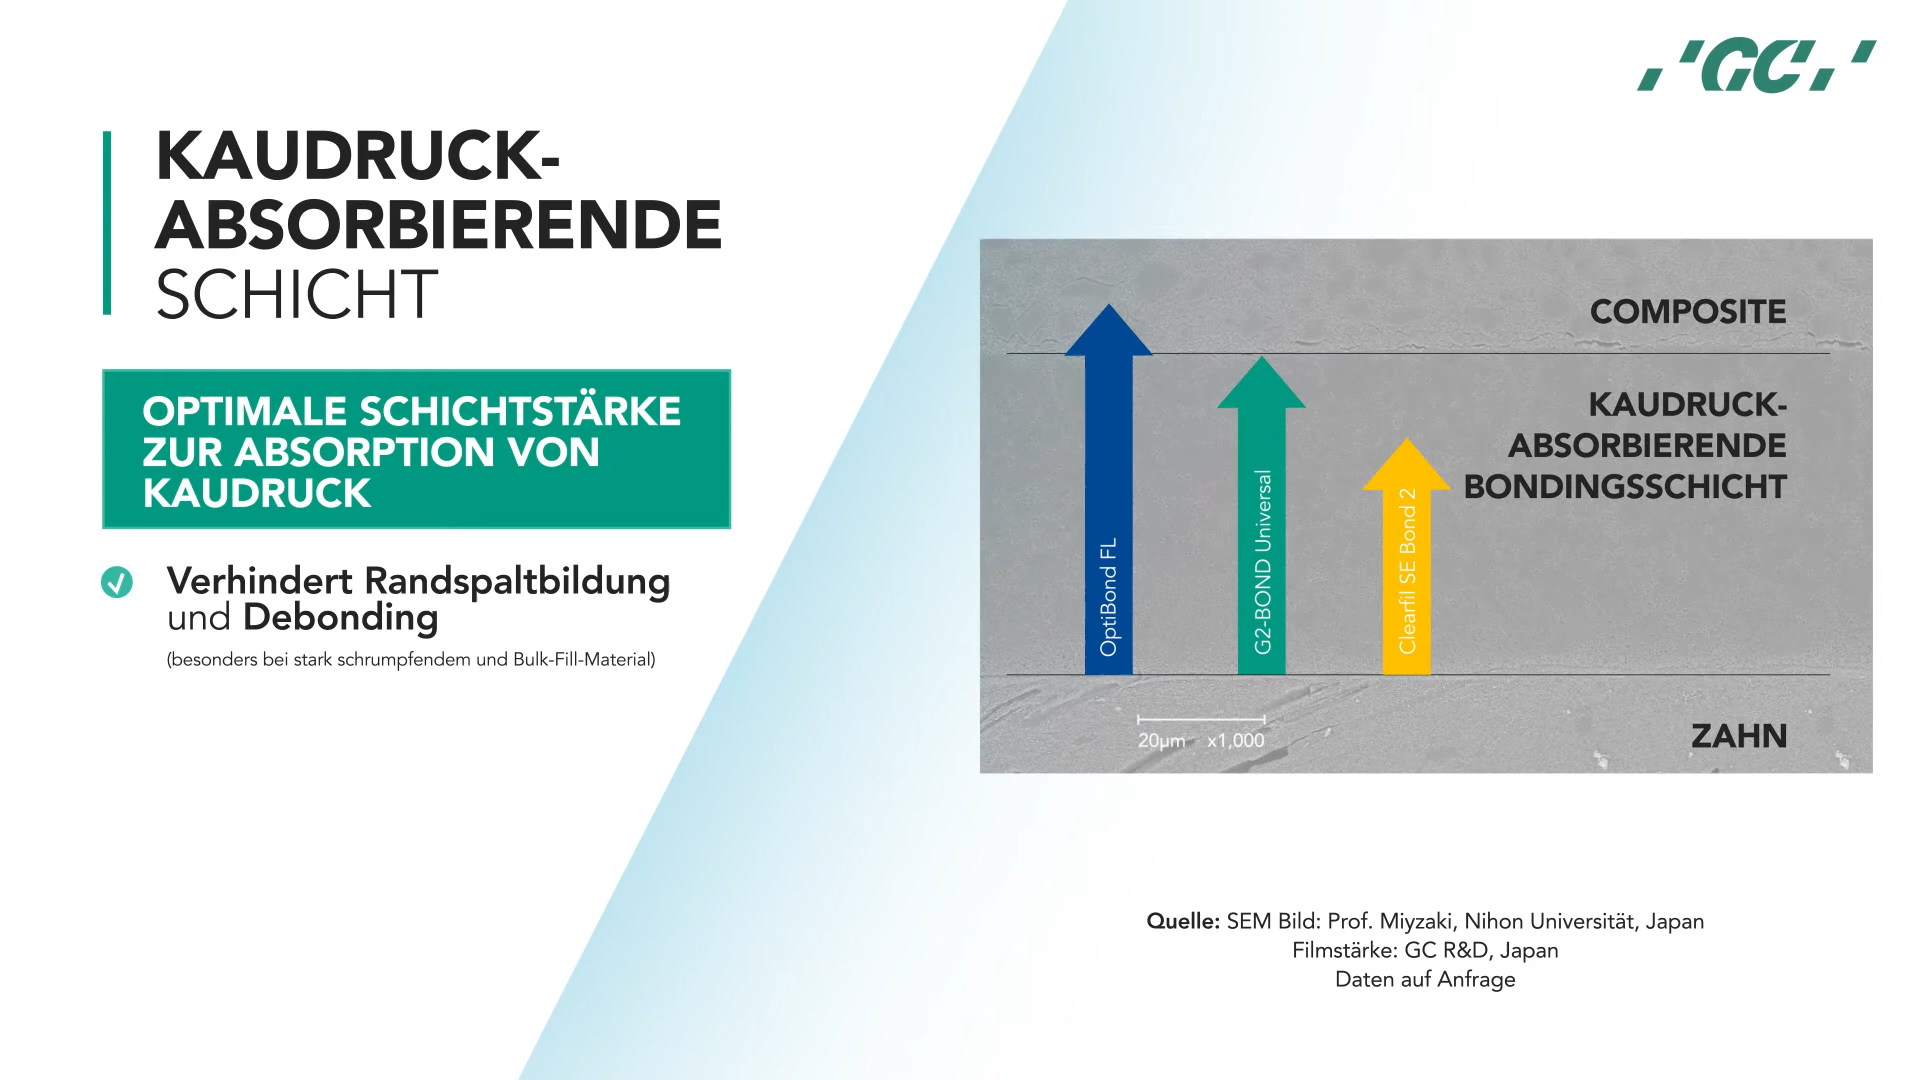 GC
KAUDRUCK-
ABSORBIERENDE
SCHICHT
OPTIMALE SCHICHTSTÄRKE
ZUR ABSORPTION VON
KAUDRUCK
Verhindert Randspaltbildung
und Debonding
(besonders bei stark schrumpfendem und Bulk-Fill-Material)
COMPOSITE
KAUDRUCK-
ABSORBIERENDE
BONDINGSSCHICHT
OptiBond FL
G2-BOND Universal
Clearfil SE Bond 2
20µm x1,000
ZAHN
Quelle: SEM Bild: Prof. Miyzaki, Nihon Universität, Japan
Filmstärke: GC R&D, Japan
Daten auf Anfrage